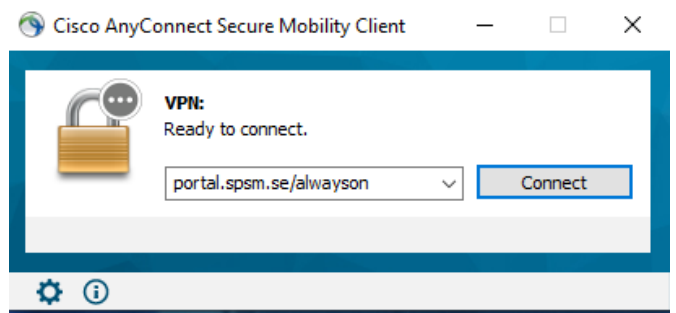 Cisco AnyConnect Secure Mobility Client
VPN:
Ready to connect.
portal.spsm.se/alwayson
Connect